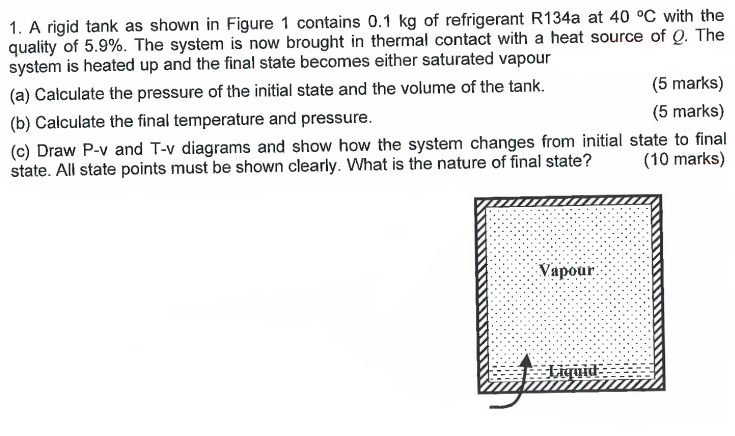 1. A rigid tank as shown in Figure 1 contains 0.1 kg of refrigerant R134a at 40 ºC with the
quality of 5.9%. The system is now brought in thermal contact with a heat source of Q. The
system is heated up and the final state becomes either saturated vapour
(a) Calculate the pressure of the initial state and the volume of the tank. (5 marks)
(b) Calculate the final temperature and pressure. (5 marks)
(c) Draw P-v and T-v diagrams and show how the system changes from initial state to final
state. All state points must be shown clearly. What is the nature of final state? (10 marks)
Vapour
Liquid